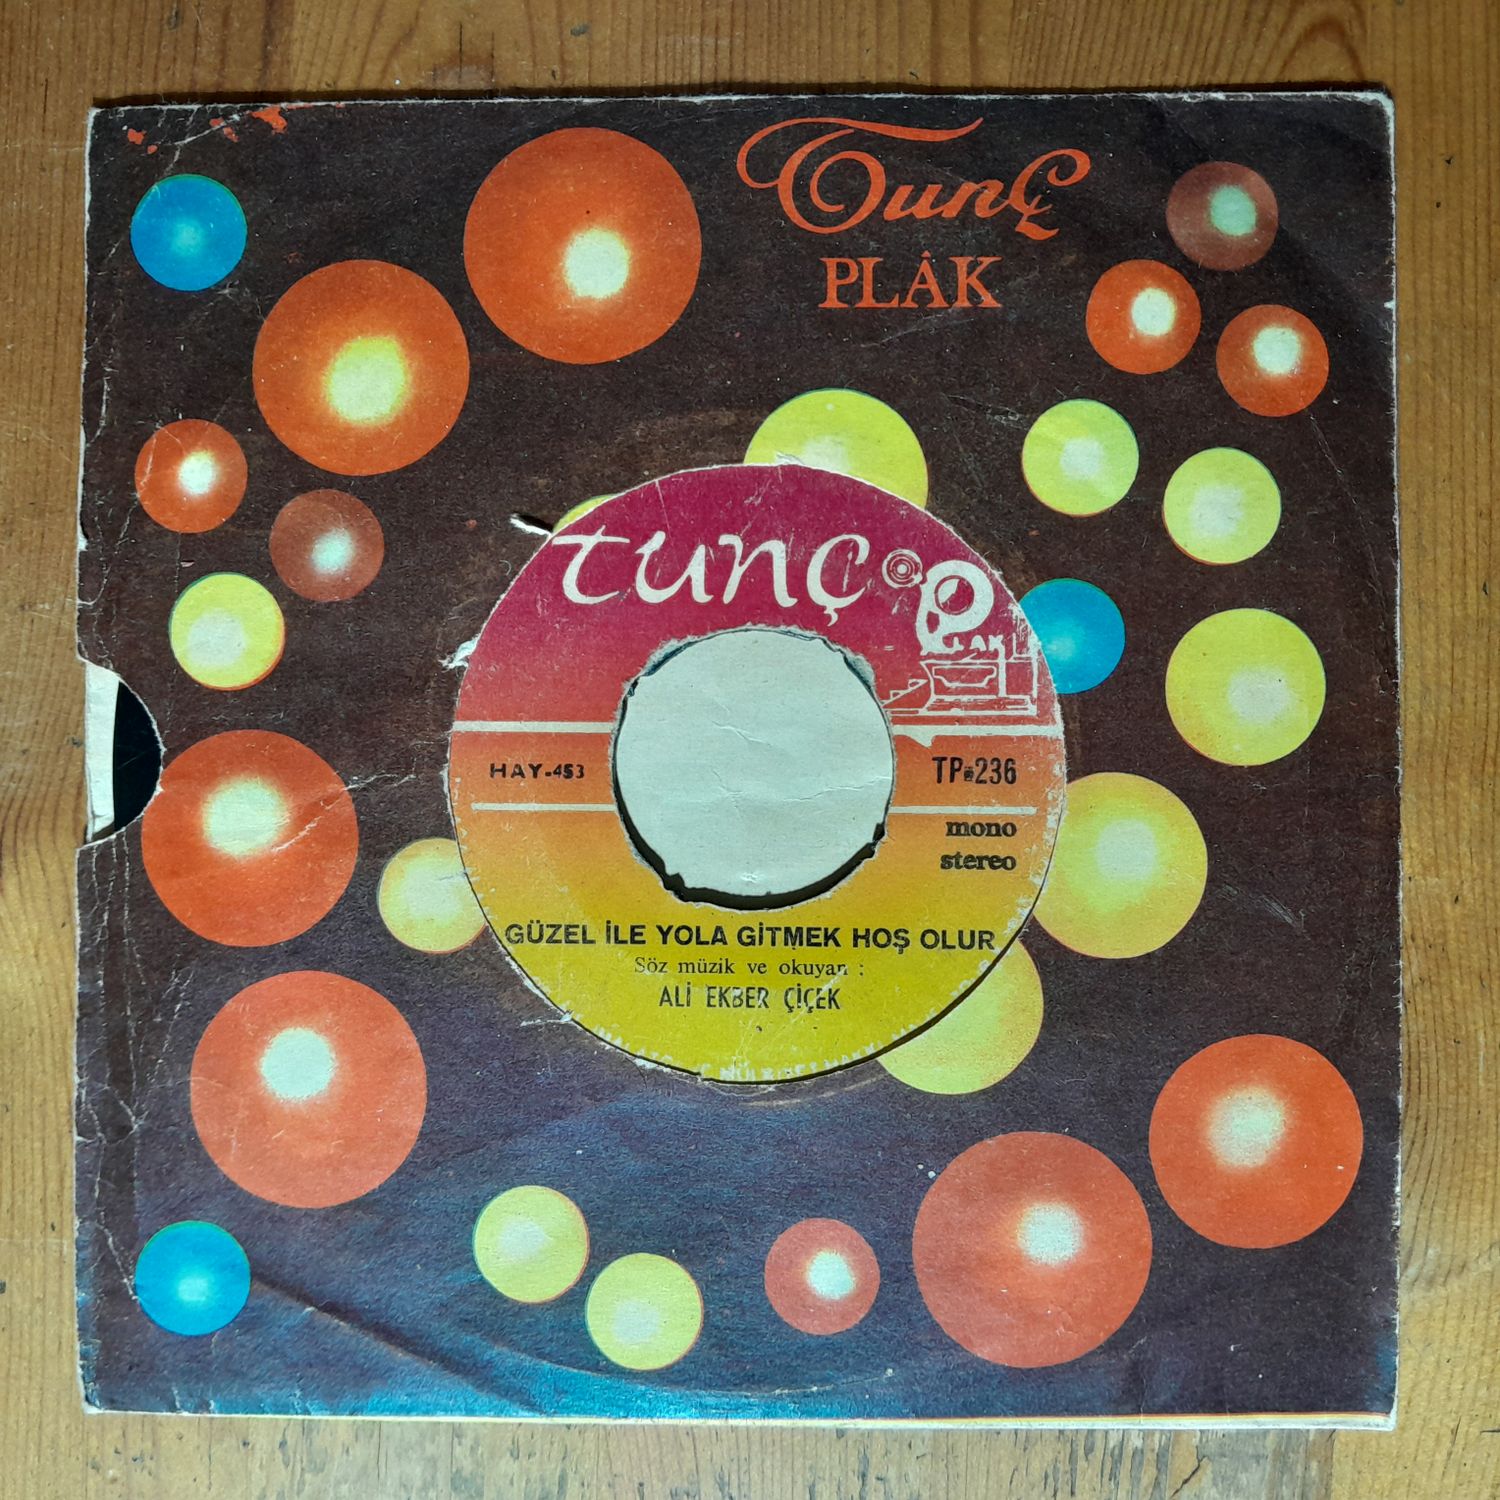 Tunç
PLÂK
tunç
PLAK
HAY-453
TP-236
mono
stereo
GÜZEL İLE YOLA GİTMEK HOŞ OLUR
Söz müzik ve okuyan :
ALİ EKBER ÇİÇEK